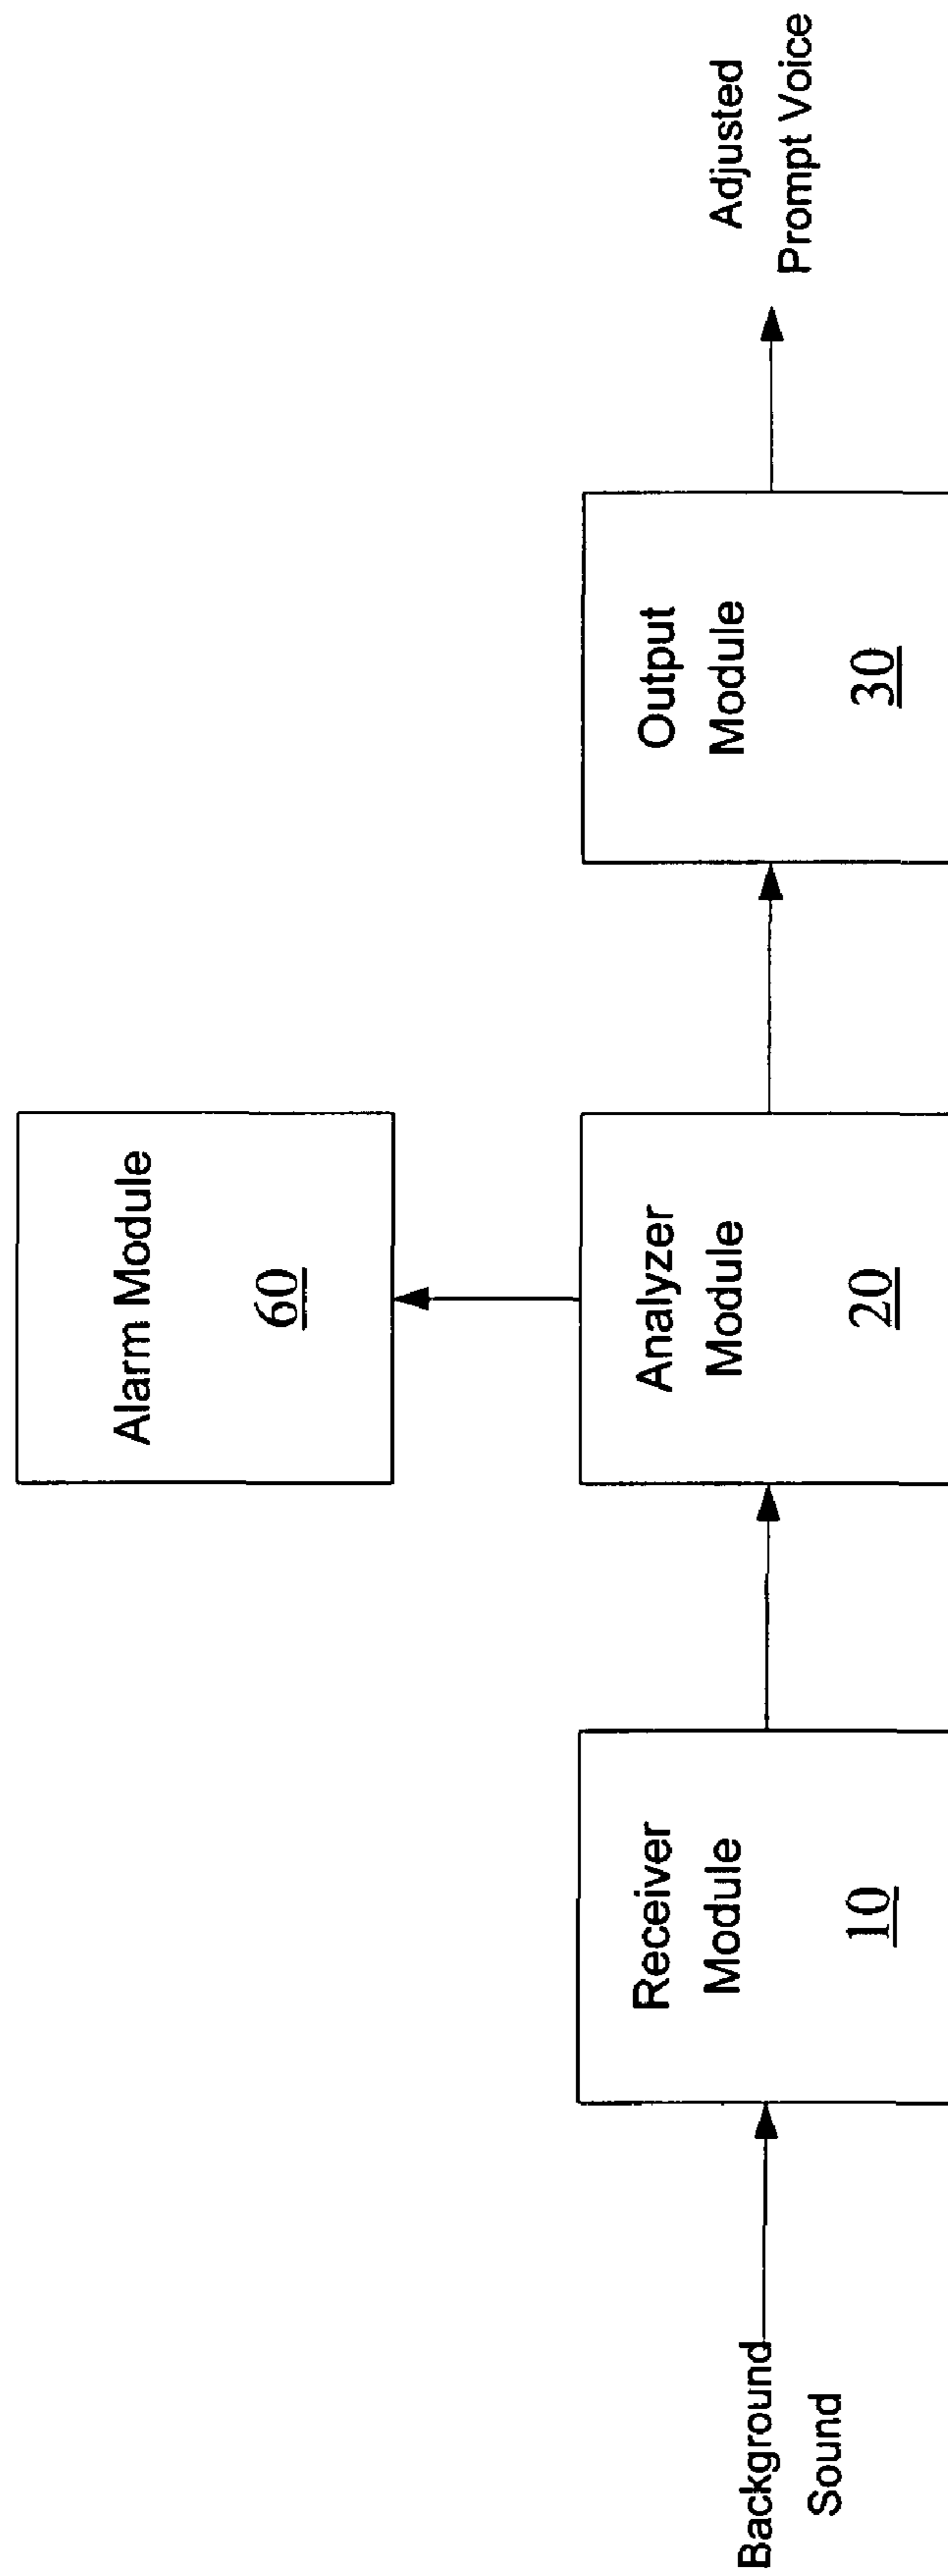 Alarm Module
60
Background
Sound
Receiver
Module
10
Analyzer
Module
20
Output
Module
30
Adjusted
Prompt Voice